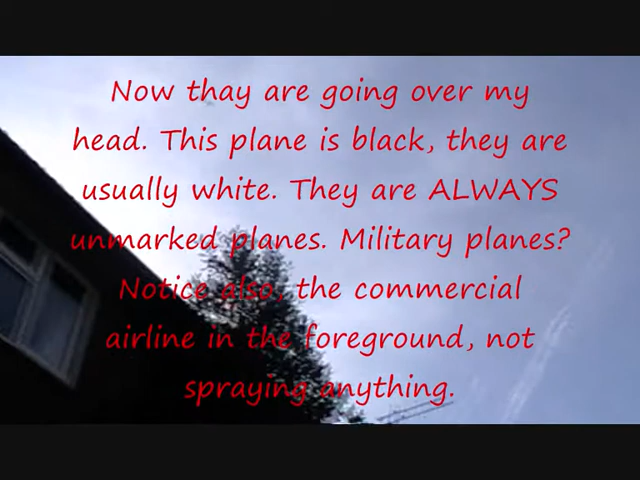 Now thay are going over my
head. This plane is black, they are
usually white. They are ALWAYS
unmarked planes. Military planes?
Notice also, the commercial
airline in the foreground, not
spraying anything.